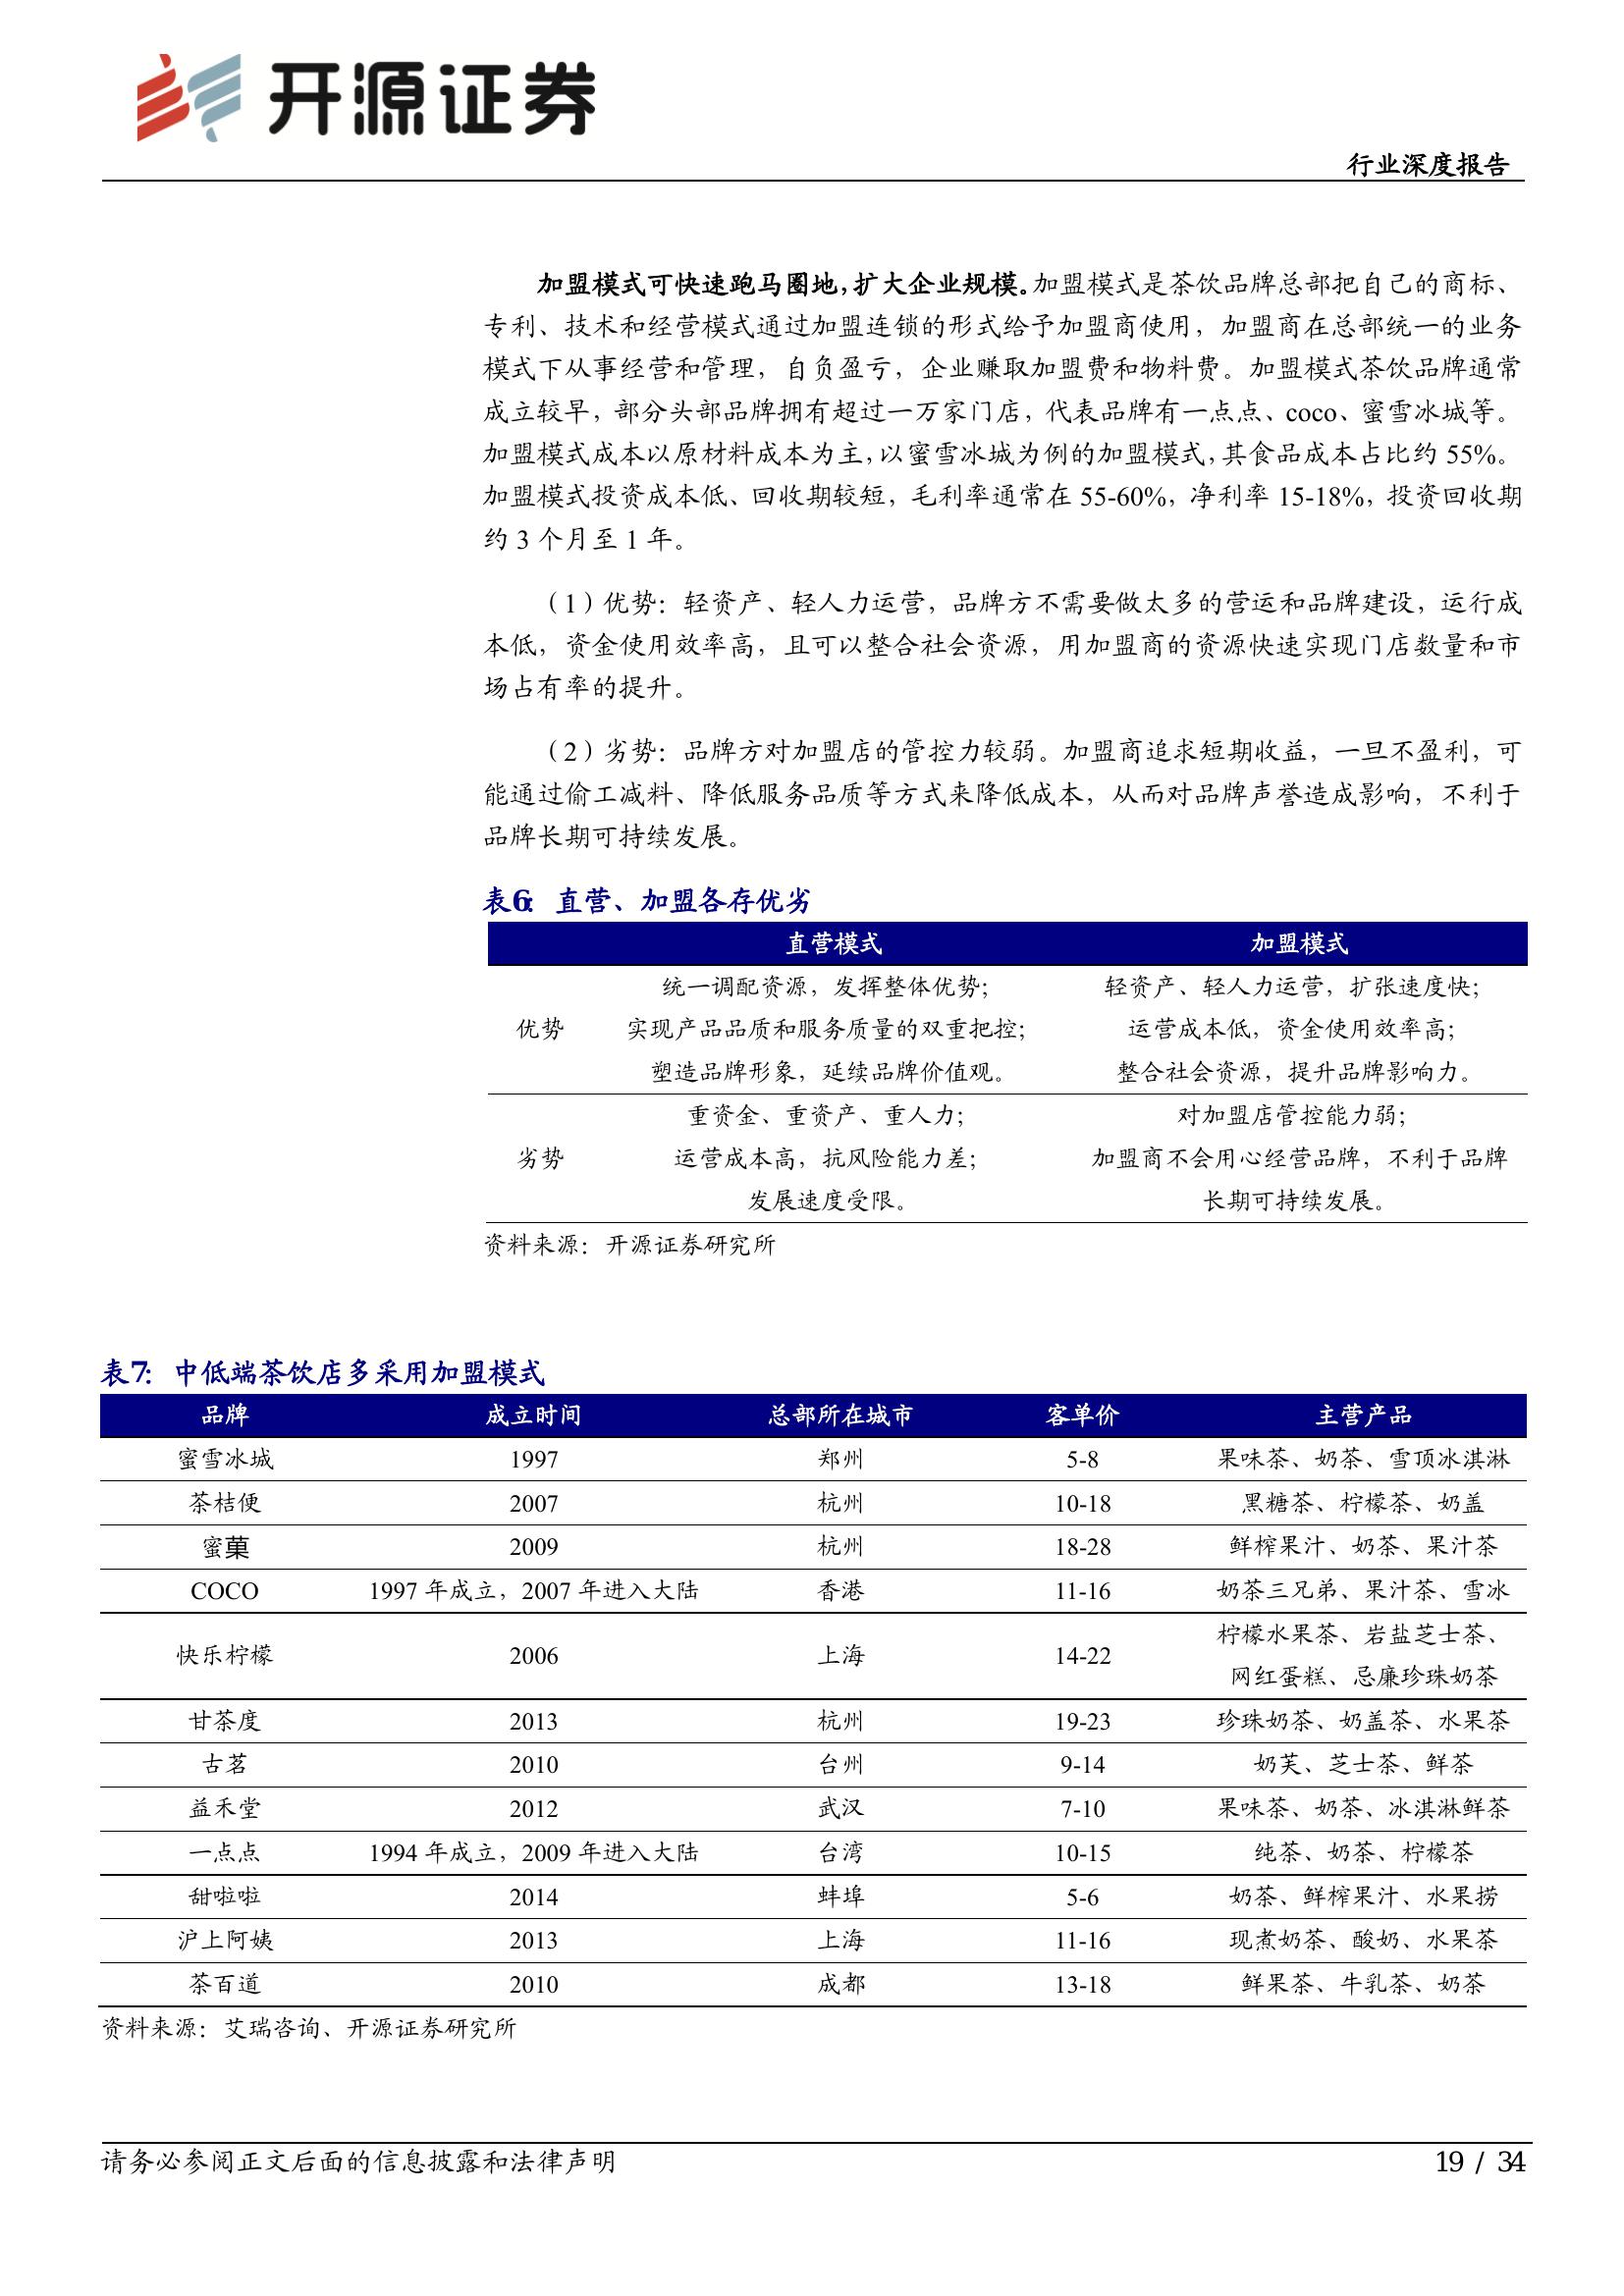 开源证券
行业深度报告
加盟模式可快速跑马圈地，扩大企业规模。加盟模式是茶饮品牌总部把自己的商标、
专利、技术和经营模式通过加盟连锁的形式给予加盟商使用，加盟商在总部统一的业务
模式下从事经营和管理，自负盈亏，企业赚取加盟费和物料费。加盟模式茶饮品牌通常
成立较早，部分头部品牌拥有超过一万家门店，代表品牌有一点点、coco、蜜雪冰城等。
加盟模式成本以原材料成本为主，以蜜雪冰城为例的加盟模式，其食品成本占比约 55%。
加盟模式投资成本低、回收期较短，毛利率通常在 55-60%，净利率 15-18%，投资回收期
约 3 个月至 1 年。
（1）优势：轻资产、轻人力运营，品牌方不需要做太多的营运和品牌建设，运行成
本低，资金使用效率高，且可以整合社会资源，用加盟商的资源快速实现门店数量和市
场占有率的提升。
（2）劣势：品牌方对加盟店的管控力较弱。加盟商追求短期收益，一旦不盈利，可
能通过偷工减料、降低服务品质等方式来降低成本，从而对品牌声誉造成影响，不利于
品牌长期可持续发展。
表6：直营、加盟各存优劣
直营模式 加盟模式
统一调配资源，发挥整体优势； 轻资产、轻人力运营，扩张速度快；
优势 实现产品品质和服务质量的双重把控； 运营成本低，资金使用效率高；
塑造品牌形象，延续品牌价值观。 整合社会资源，提升品牌影响力。
重资金、重资产、重人力； 对加盟店管控能力弱；
劣势 运营成本高，抗风险能力差； 加盟商不会用心经营品牌，不利于品牌
发展速度受限。 长期可持续发展。
资料来源：开源证券研究所
表7：中低端茶饮店多采用加盟模式
品牌 成立时间 总部所在城市 客单价 主营产品
蜜雪冰城 1997 郑州 5-8 果味茶、奶茶、雪顶冰淇淋
茶桔便 2007 杭州 10-18 黑糖茶、柠檬茶、奶盖
蜜菓 2009 杭州 18-28 鲜榨果汁、奶茶、果汁茶
COCO 1997 年成立，2007 年进入大陆 香港 11-16 奶茶三兄弟、果汁茶、雪冰
柠檬水果茶、岩盐芝士茶、
快乐柠檬 2006 上海 14-22
网红蛋糕、忌廉珍珠奶茶
甘茶度 2013 杭州 19-23 珍珠奶茶、奶盖茶、水果茶
古茗 2010 台州 9-14 奶芙、芝士茶、鲜茶
益禾堂 2012 武汉 7-10 果味茶、奶茶、冰淇淋鲜茶
一点点 1994 年成立，2009 年进入大陆 台湾 10-15 纯茶、奶茶、柠檬茶
甜啦啦 2014 蚌埠 5-6 奶茶、鲜榨果汁、水果捞
沪上阿姨 2013 上海 11-16 现煮奶茶、酸奶、水果茶
茶百道 2010 成都 13-18 鲜果茶、牛乳茶、奶茶
资料来源：艾瑞咨询、开源证券研究所
请务必参阅正文后面的信息披露和法律声明 19 / 34